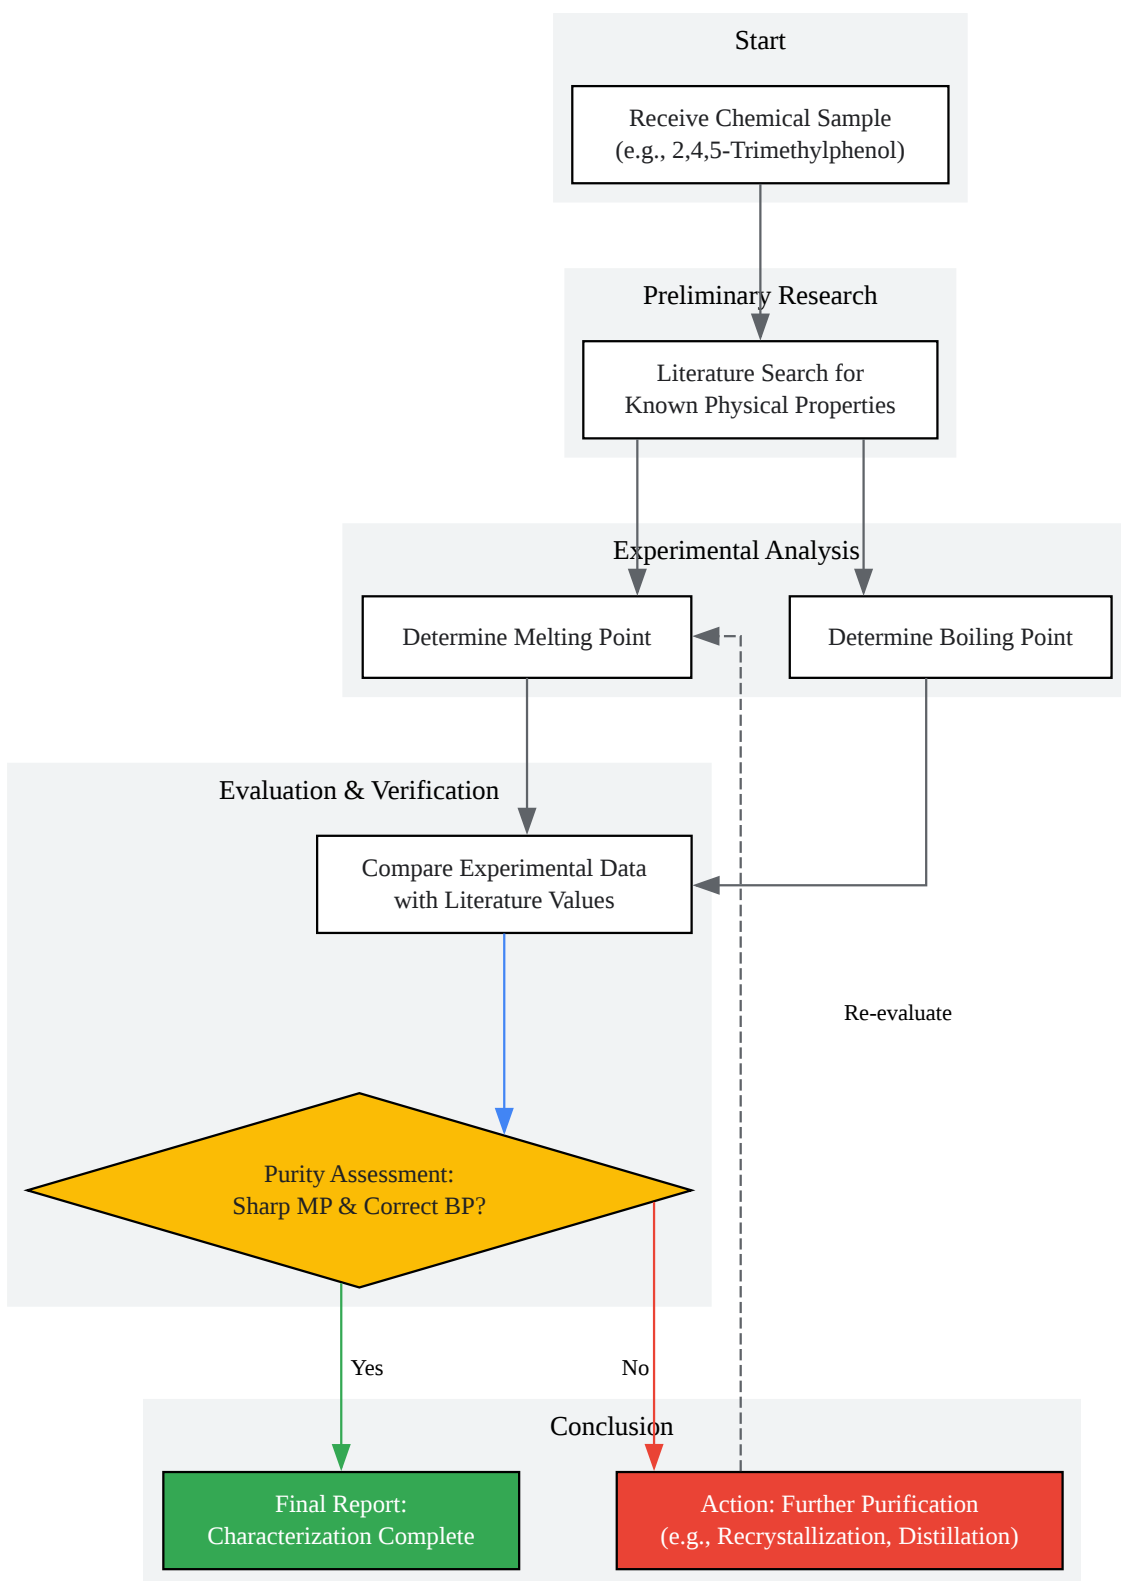 Start
Receive Chemical Sample
(e.g., 2,4,5-Trimethylphenol)
Preliminary Research
Literature Search for
Known Physical Properties
Experimental Analysis
Determine Melting Point
Determine Boiling Point
Evaluation & Verification
Compare Experimental Data
with Literature Values
Re-evaluate
Purity Assessment:
Sharp MP & Correct BP?
Yes
No
Conclusion
Final Report:
Characterization Complete
Action: Further Purification
(e.g., Recrystallization, Distillation)